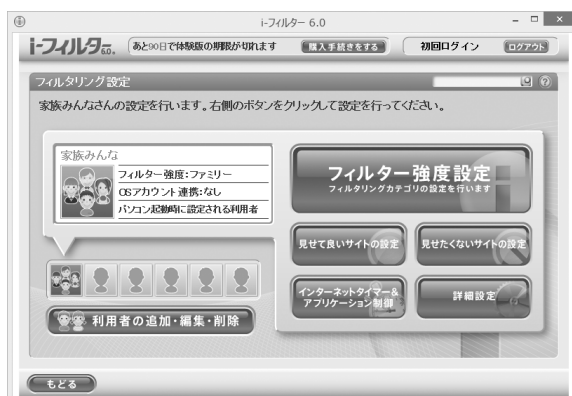 i-フィルター 6.0
i-フィルタ6.0. あと90日で体験版の期限が切れます 購入手続きをする 初回ログイン ログアウト
フィルタリング設定
家族みんなさんの設定を行います。右側のボタンをクリックして設定を行ってください。
家族みんな
フィルター強度:ファミリー
OSアカウント連携:なし
パソコン起動時に設定される利用者
フィルター強度設定
フィルタリングカテゴリの設定を行います
見せて良いサイトの設定
見せたくないサイトの設定
インターネットタイマー&
アプリケーション制御
詳細設定
利用者の追加・編集・削除
もどる